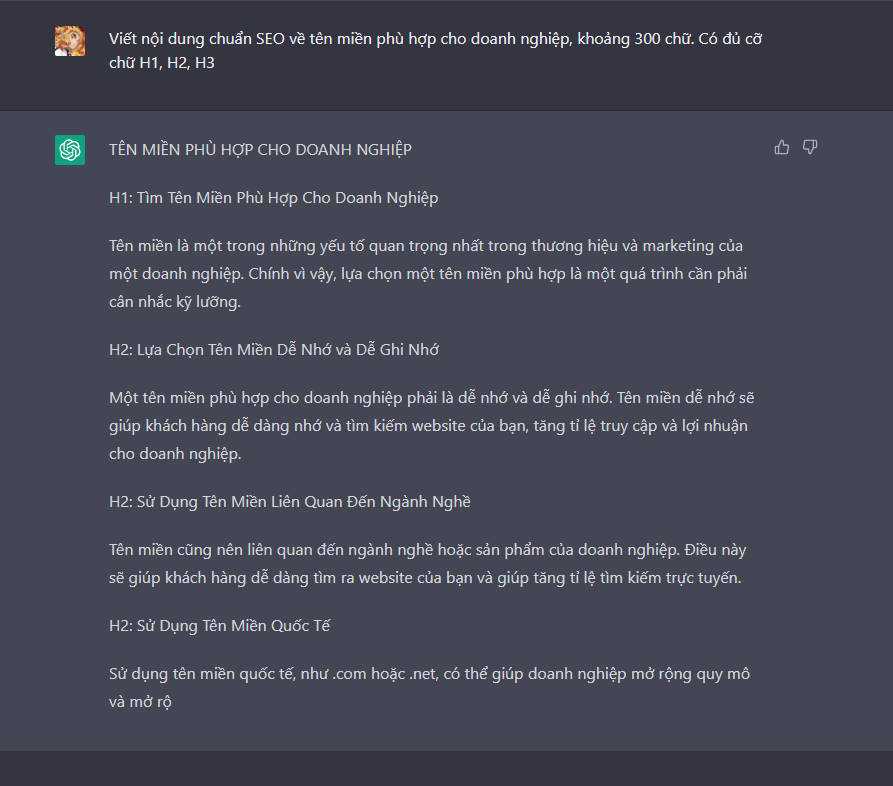 Viết nội dung chuẩn SEO về tên miền phù hợp cho doanh nghiệp, khoảng 300 chữ. Có đủ cỡ
chữ H1, H2, H3
TÊN MIỀN PHÙ HỢP CHO DOANH NGHIỆP
H1: Tìm Tên Miền Phù Hợp Cho Doanh Nghiệp
Tên miền là một trong những yếu tố quan trọng nhất trong thương hiệu và marketing của
một doanh nghiệp. Chính vì vậy, lựa chọn một tên miền phù hợp là một quá trình cần phải
cân nhắc kỹ lưỡng.
H2: Lựa Chọn Tên Miền Dễ Nhớ và Dễ Ghi Nhớ
Một tên miền phù hợp cho doanh nghiệp phải là dễ nhớ và dễ ghi nhớ. Tên miền dễ nhớ sẽ
giúp khách hàng dễ dàng nhớ và tìm kiếm website của bạn, tăng tỉ lệ truy cập và lợi nhuận
cho doanh nghiệp.
H2: Sử Dụng Tên Miền Liên Quan Đến Ngành Nghề
Tên miền cũng nên liên quan đến ngành nghề hoặc sản phẩm của doanh nghiệp. Điều này
sẽ giúp khách hàng dễ dàng tìm ra website của bạn và giúp tăng tỉ lệ tìm kiếm trực tuyến.
H2: Sử Dụng Tên Miền Quốc Tế
Sử dụng tên miền quốc tế, như .com hoặc .net, có thể giúp doanh nghiệp mở rộng quy mô
và mở rộ